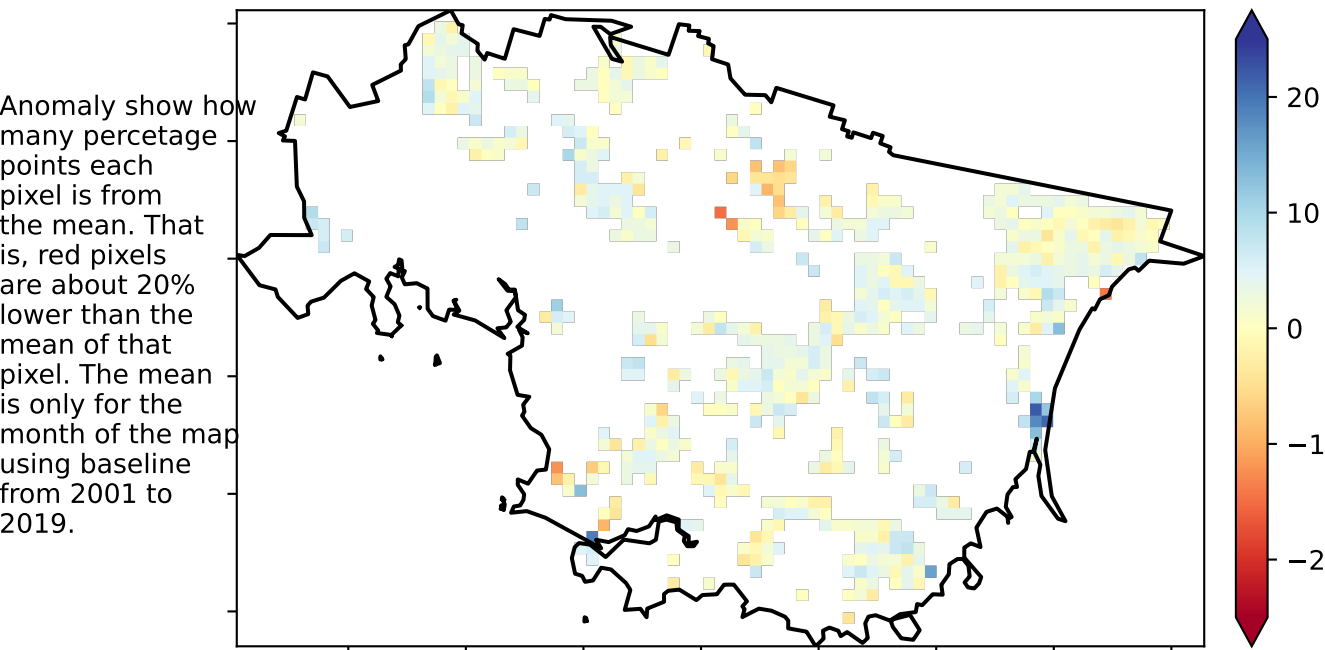 Anomaly show how
many percetage
points each
pixel is from
the mean. That
is, red pixels
are about 20%
lower than the
mean of that
pixel. The mean
is only for the
month of the map
using baseline
from 2001 to
2019.
20
10
0
−1
−2